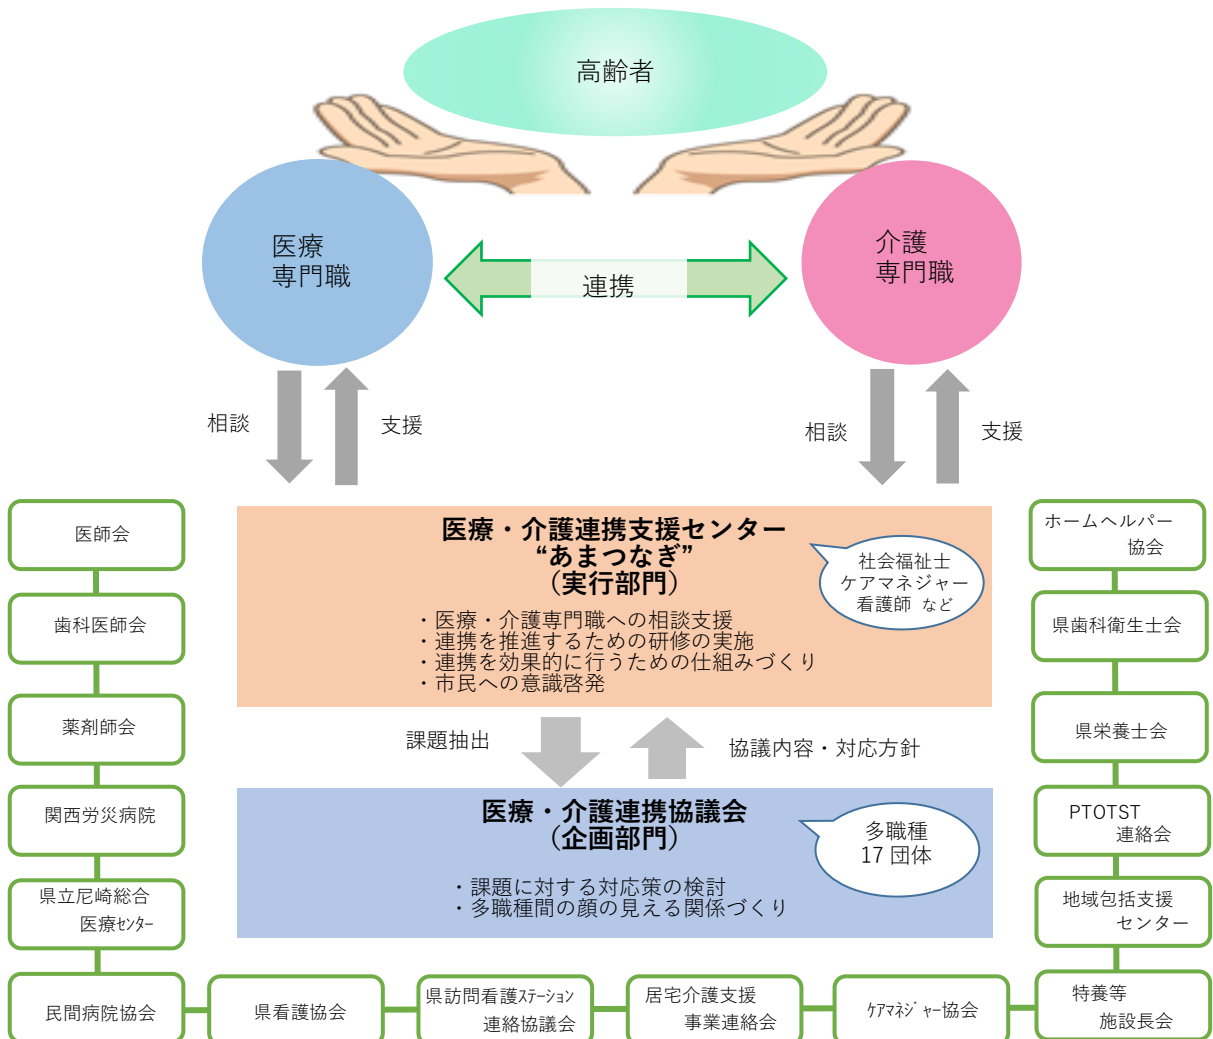 高齢者
医療
専門職
連携
介護
専門職
相談
支援
相談
支援
医療・介護連携支援センター
“あまつなぎ”
（実行部門）
・医療・介護専門職への相談支援
・連携を推進するための研修の実施
・連携を効果的に行うための仕組みづくり
・市民への意識啓発
社会福祉士
ケアマネジャー
看護師 など
課題抽出
協議内容・対応方針
医療・介護連携協議会
（企画部門）
・課題に対する対応策の検討
・多職種間の顔の見える関係づくり
多職種
17 団体
医師会
歯科医師会
薬剤師会
関西労災病院
県立尼崎総合
医療ｾﾝﾀｰ
民間病院協会
県看護協会
県訪問看護ｽﾃｰｼｮﾝ
連絡協議会
居宅介護支援
事業連絡会
ｹｱﾏﾈｼﾞｬｰ協会
特養等
施設長会
地域包括支援
センター
PTOTST
連絡会
県栄養士会
県歯科衛生士会
ホームヘルパー
協会